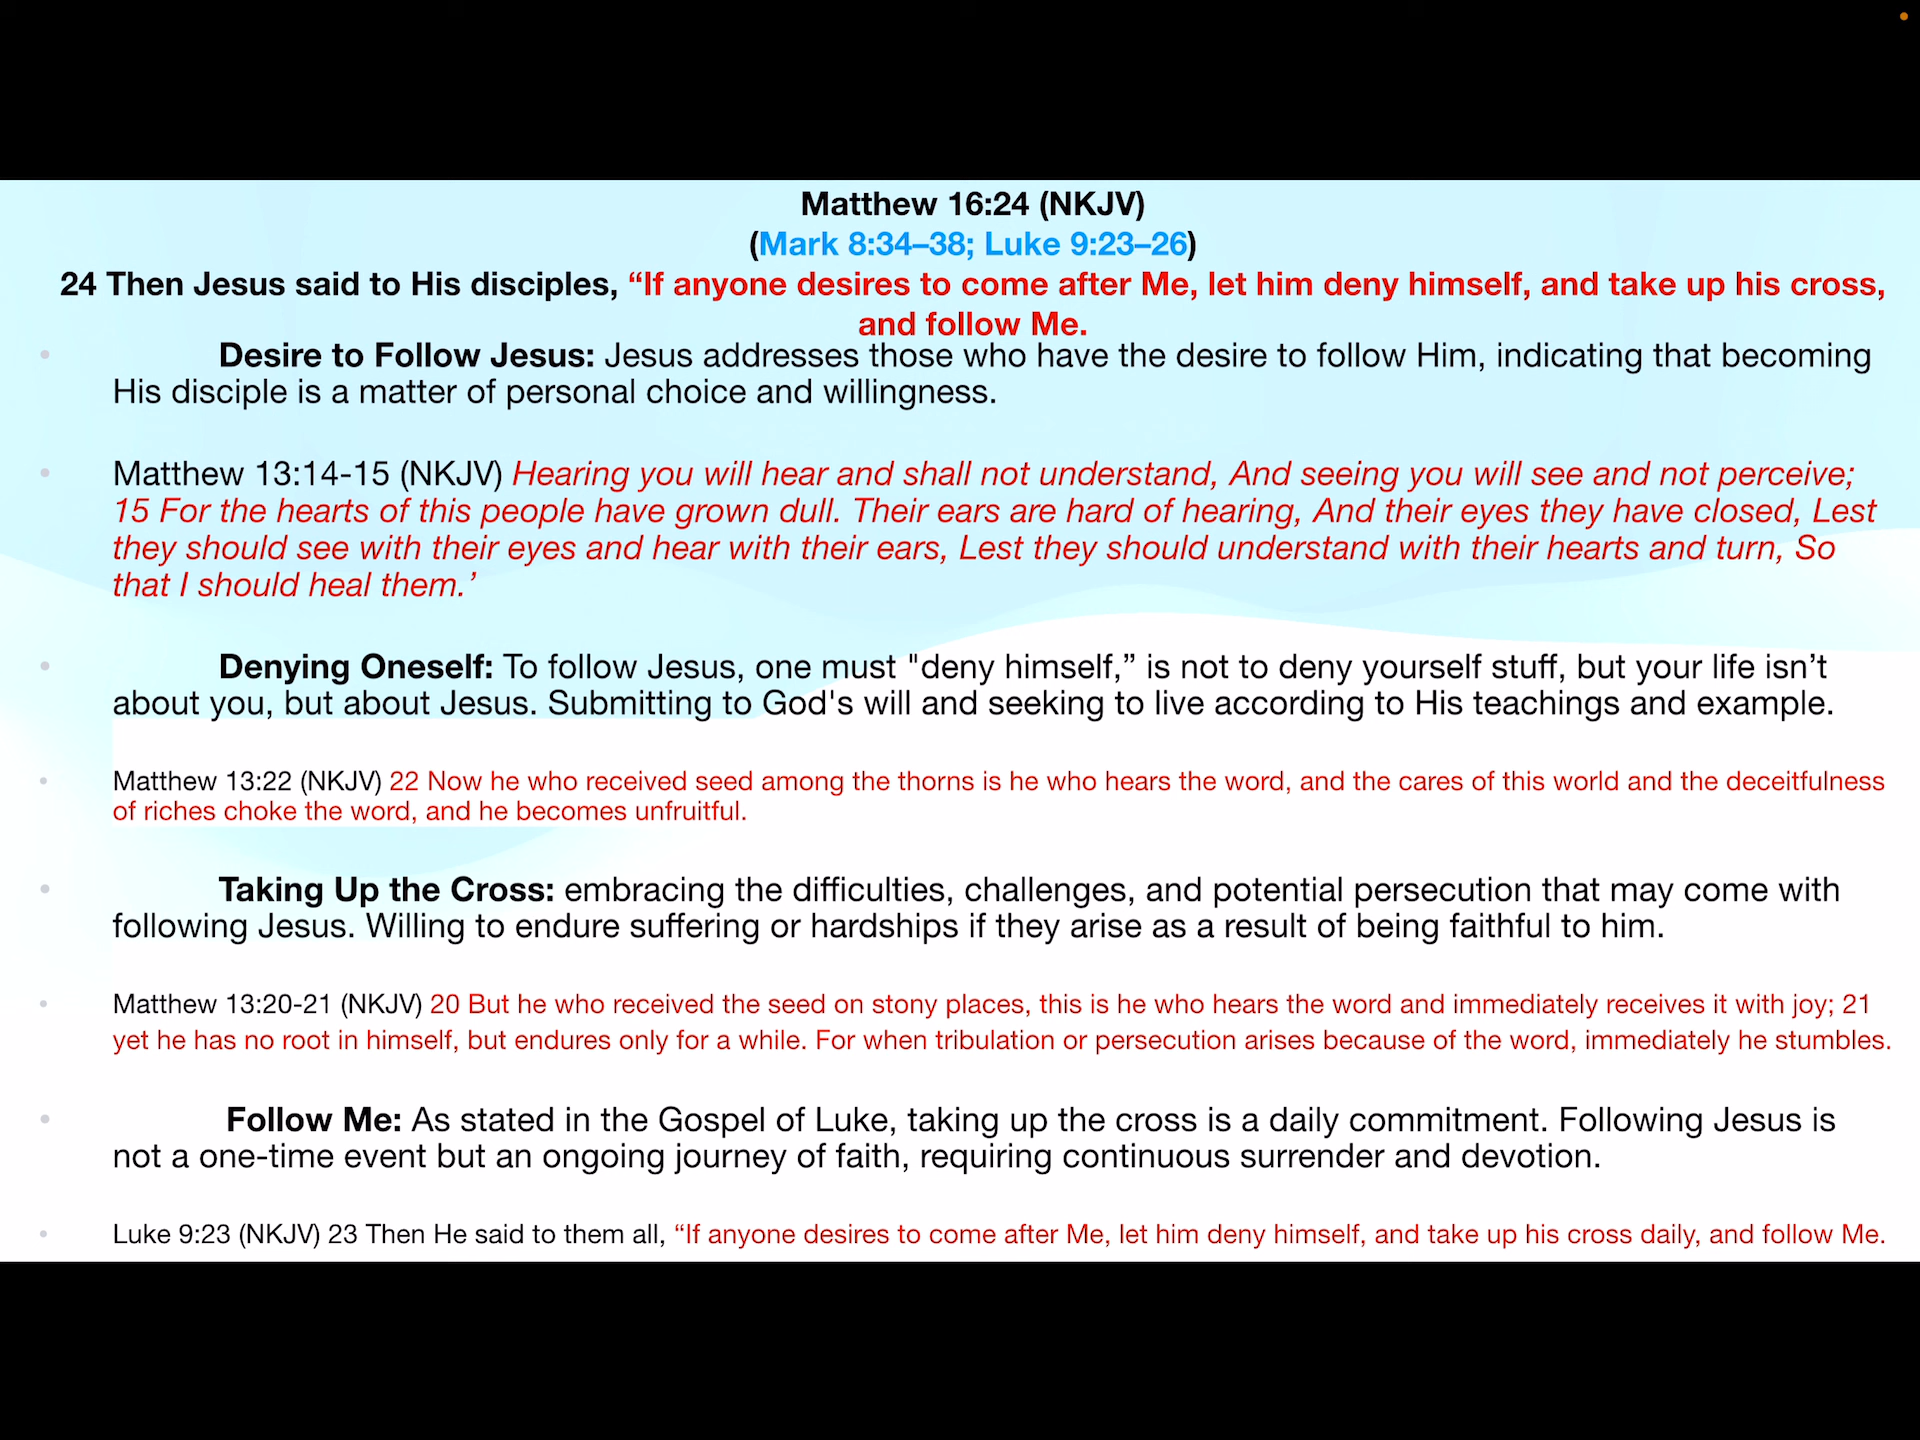 Matthew 16:24 (NKJV)
(Mark 8:34–38; Luke 9:23–26)
24 Then Jesus said to His disciples, “If anyone desires to come after Me, let him deny himself, and take up his cross,
and follow Me.
• Desire to Follow Jesus: Jesus addresses those who have the desire to follow Him, indicating that becoming
His disciple is a matter of personal choice and willingness.
• Matthew 13:14-15 (NKJV) Hearing you will hear and shall not understand, And seeing you will see and not perceive;
15 For the hearts of this people have grown dull. Their ears are hard of hearing, And their eyes they have closed, Lest
they should see with their eyes and hear with their ears, Lest they should understand with their hearts and turn, So
that I should heal them.’
• Denying Oneself: To follow Jesus, one must "deny himself,” is not to deny yourself stuff, but your life isn’t
about you, but about Jesus. Submitting to God's will and seeking to live according to His teachings and example.
• Matthew 13:22 (NKJV) 22 Now he who received seed among the thorns is he who hears the word, and the cares of this world and the deceitfulness
of riches choke the word, and he becomes unfruitful.
• Taking Up the Cross: embracing the difficulties, challenges, and potential persecution that may come with
following Jesus. Willing to endure suffering or hardships if they arise as a result of being faithful to him.
• Matthew 13:20-21 (NKJV) 20 But he who received the seed on stony places, this is he who hears the word and immediately receives it with joy; 21
yet he has no root in himself, but endures only for a while. For when tribulation or persecution arises because of the word, immediately he stumbles.
• Follow Me: As stated in the Gospel of Luke, taking up the cross is a daily commitment. Following Jesus is
not a one-time event but an ongoing journey of faith, requiring continuous surrender and devotion.
• Luke 9:23 (NKJV) 23 Then He said to them all, “If anyone desires to come after Me, let him deny himself, and take up his cross daily, and follow Me.